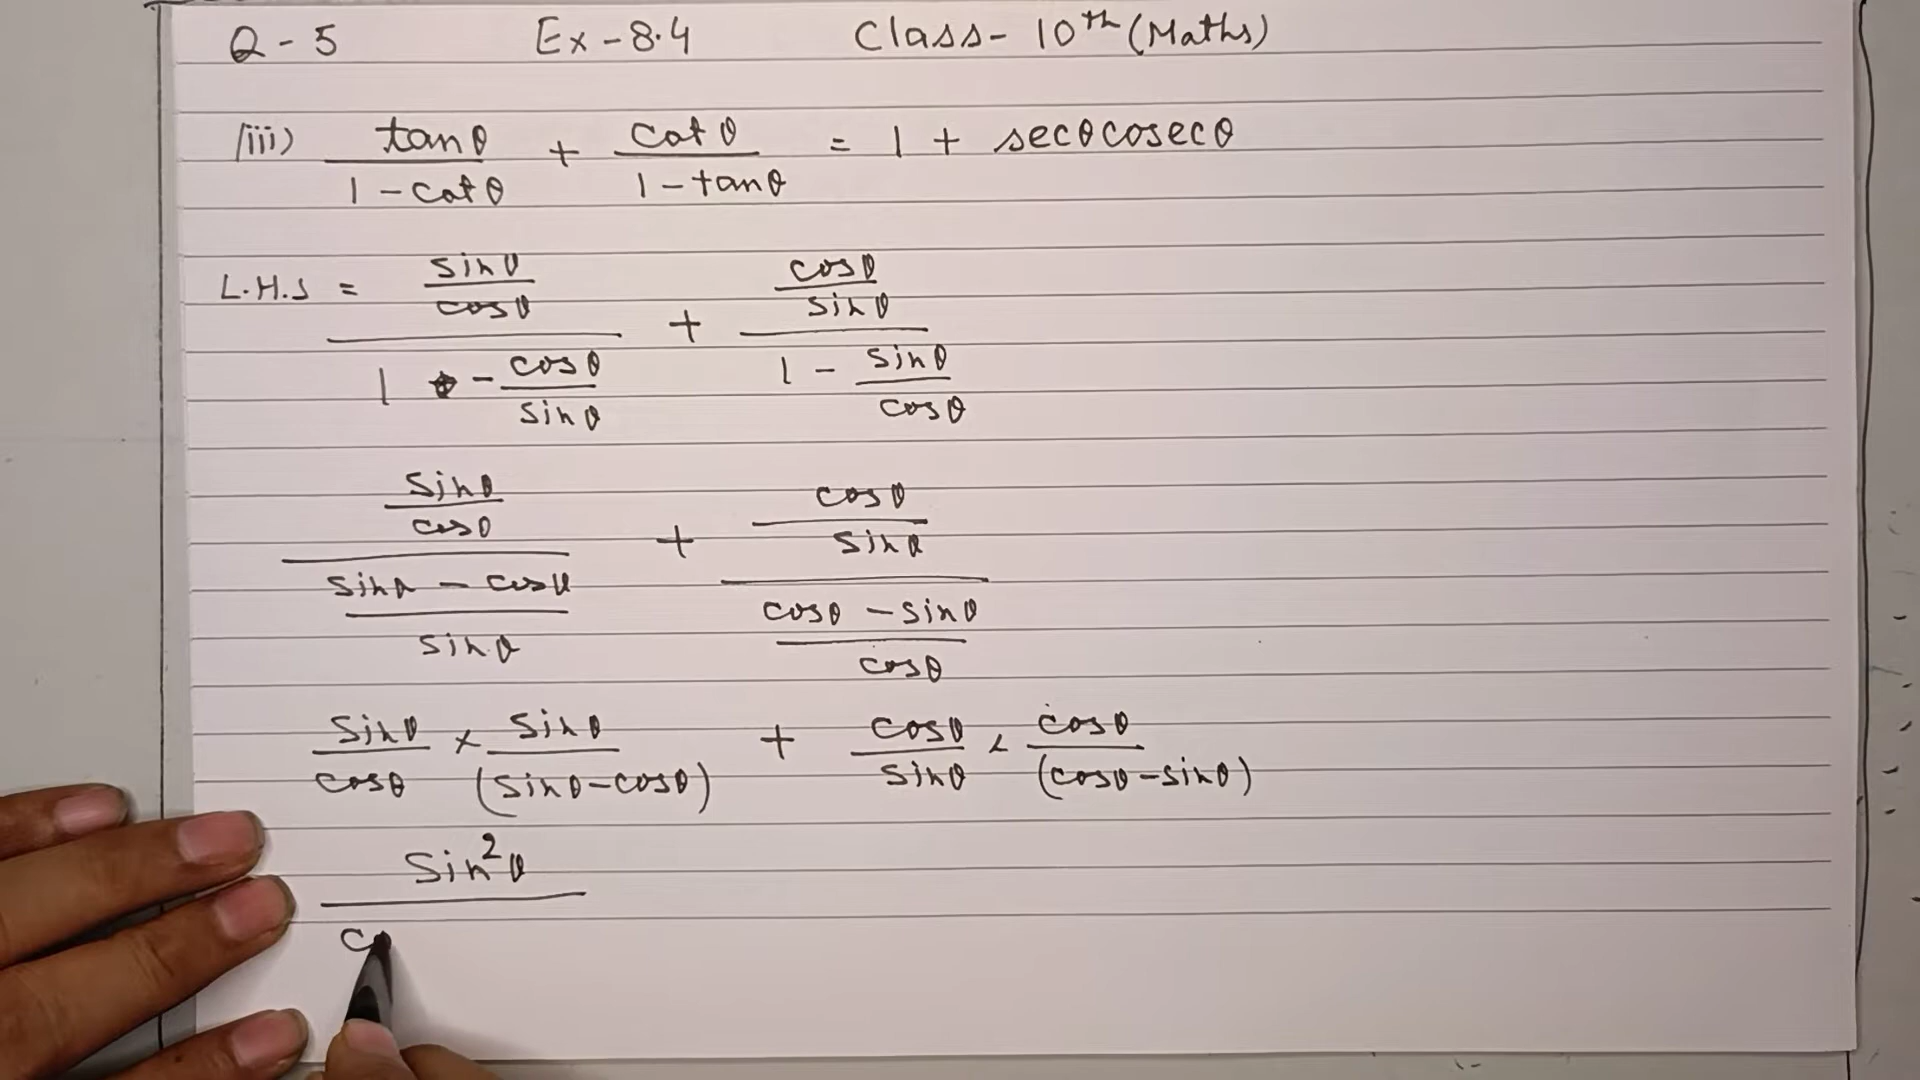 Q - 5 Ex - 8.4 Class - 10th (Maths)
(iii) tanθ / 1 - cotθ + cotθ / 1 - tanθ = 1 + secθcosecθ
L.H.S = sinθ/cosθ / 1 - cosθ/sinθ + cosθ/sinθ / 1 - sinθ/cosθ
sinθ/cosθ / sinθ - cosθ/sinθ + cosθ/sinθ / cosθ - sinθ/cosθ
sinθ/cosθ × sinθ/(sinθ-cosθ) + cosθ/sinθ × cosθ/(cosθ-sinθ)
Sin²θ